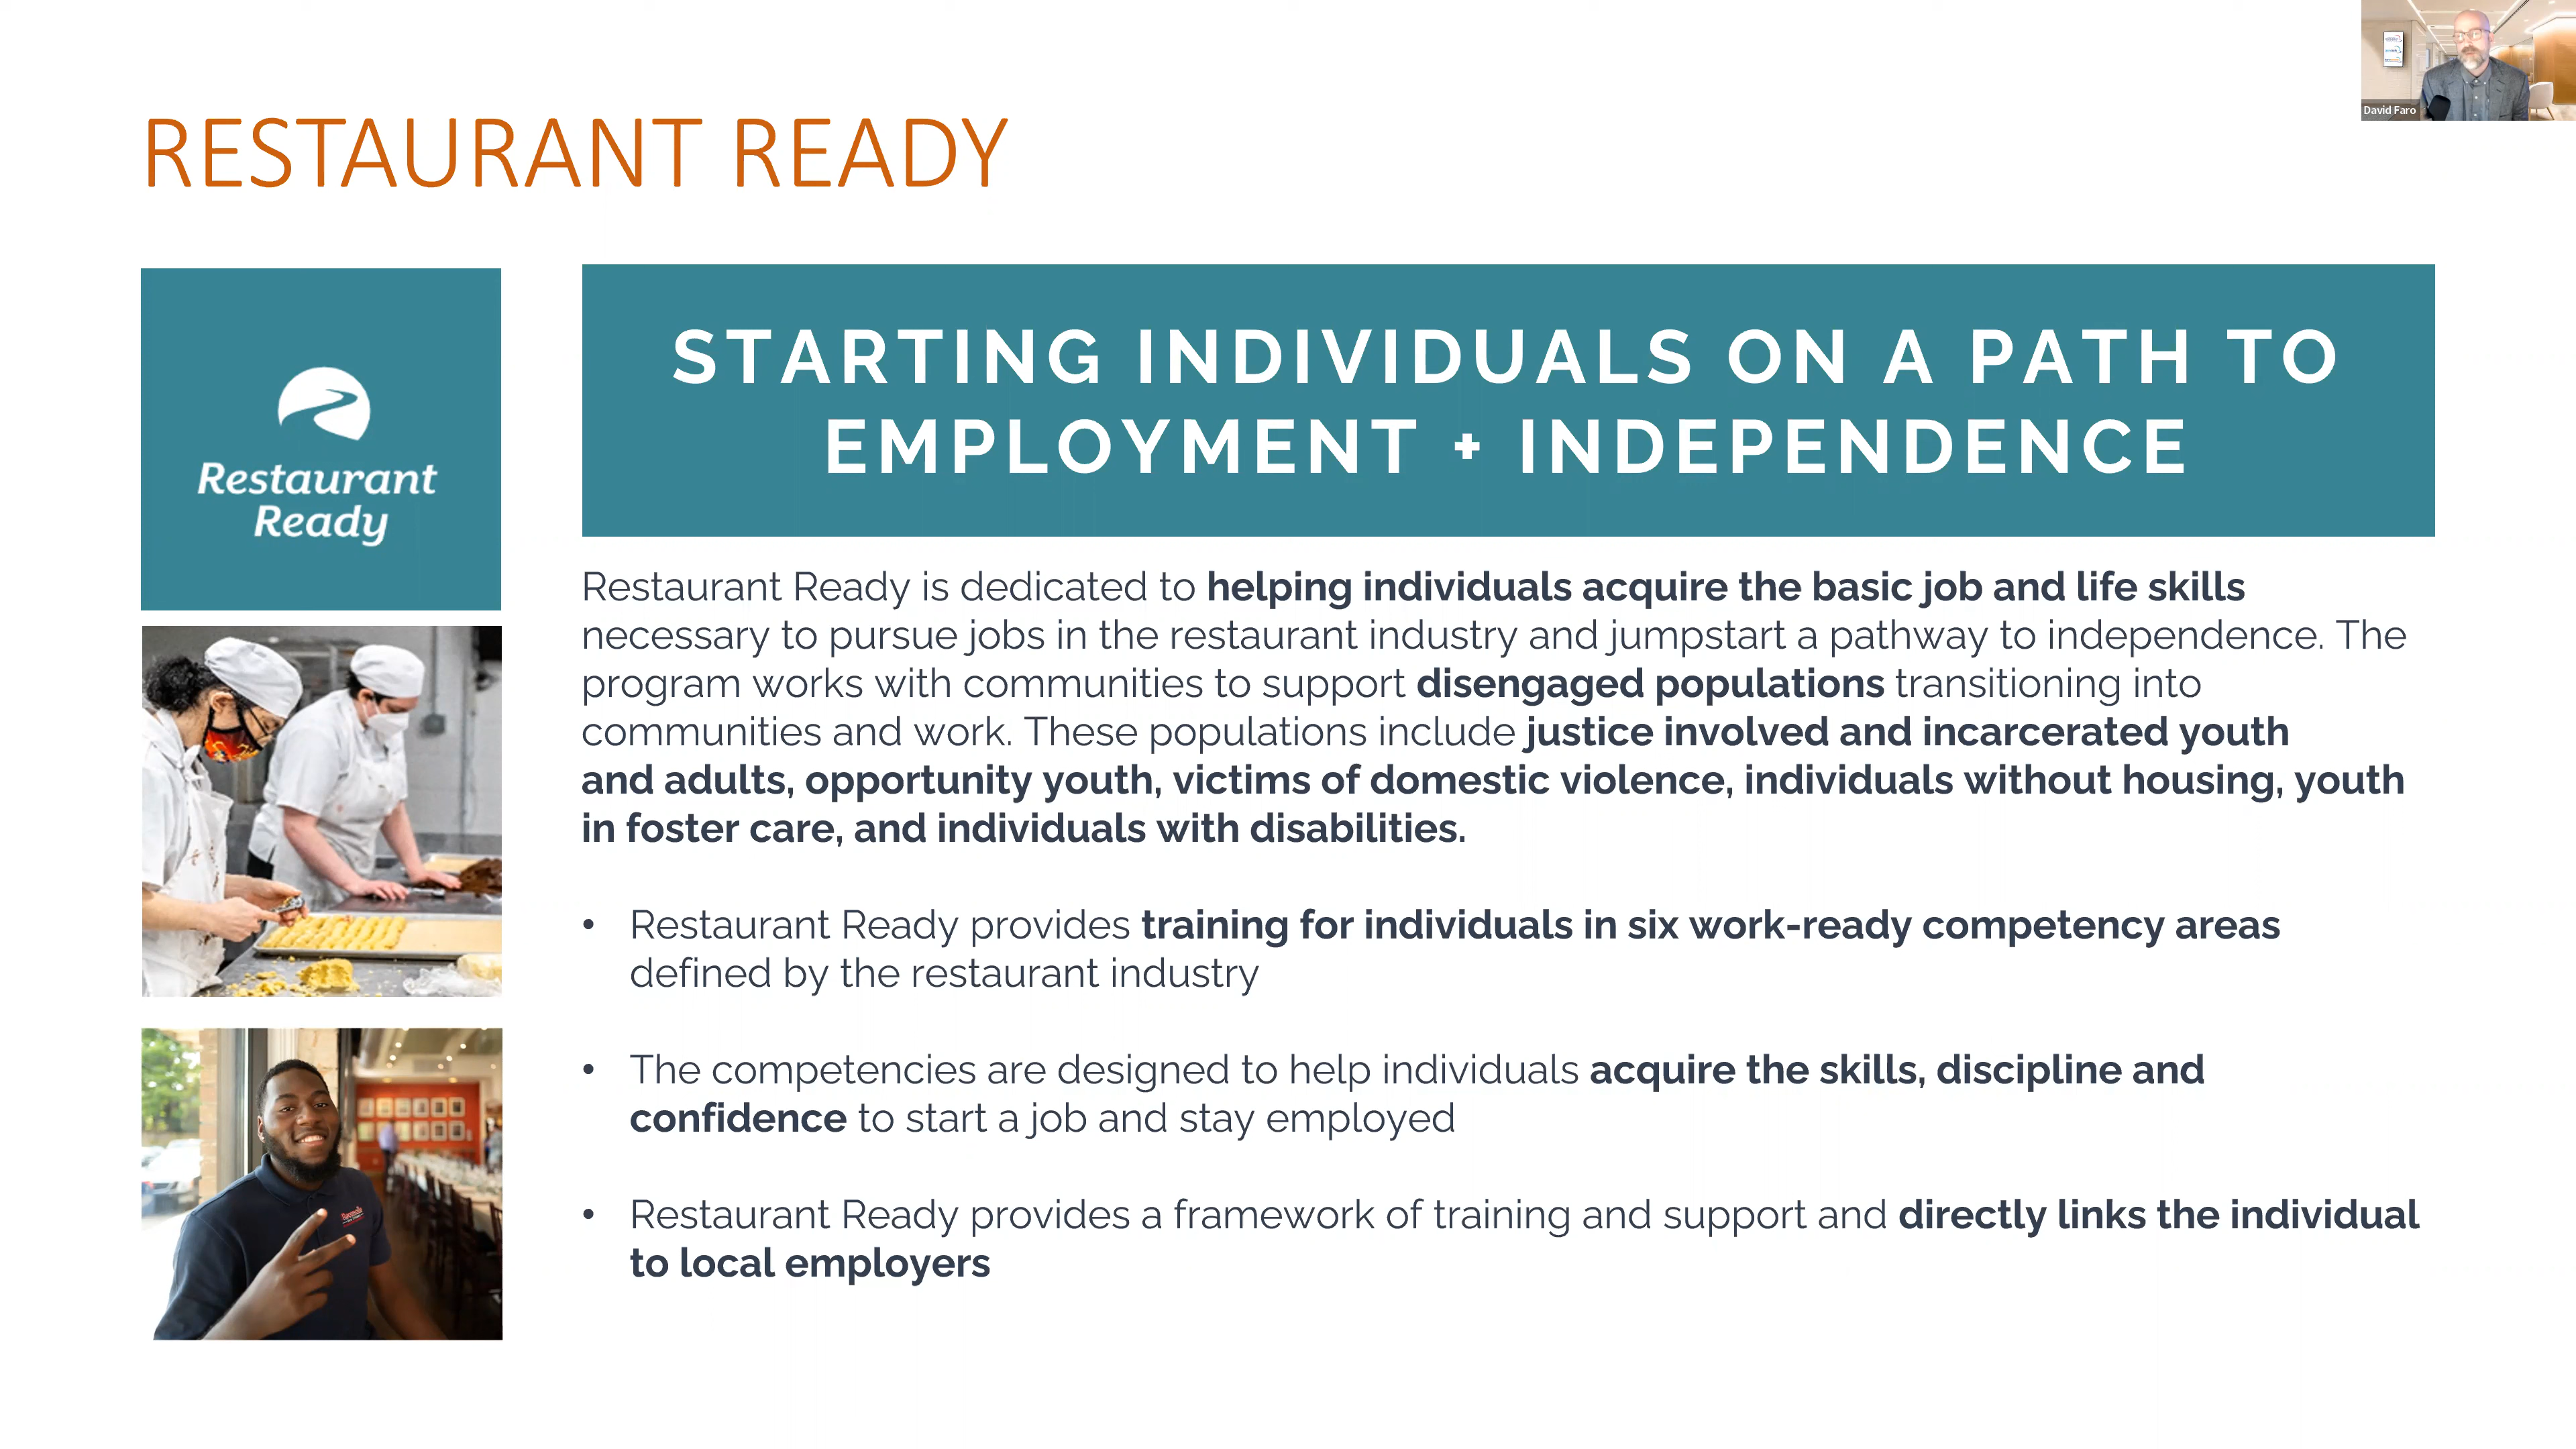 David Faro
RESTAURANT READY
Restaurant
Ready
STARTING INDIVIDUALS ON A PATH TO
EMPLOYMENT + INDEPENDENCE
Restaurant Ready is dedicated to helping individuals acquire the basic job and life skills
necessary to pursue jobs in the restaurant industry and jumpstart a pathway to independence. The
program works with communities to support disengaged populations transitioning into
communities and work. These populations include justice involved and incarcerated youth
and adults, opportunity youth, victims of domestic violence, individuals without housing, youth
in foster care, and individuals with disabilities.
• Restaurant Ready provides training for individuals in six work-ready competency areas
defined by the restaurant industry
• The competencies are designed to help individuals acquire the skills, discipline and
confidence to start a job and stay employed
• Restaurant Ready provides a framework of training and support and directly links the individual
to local employers